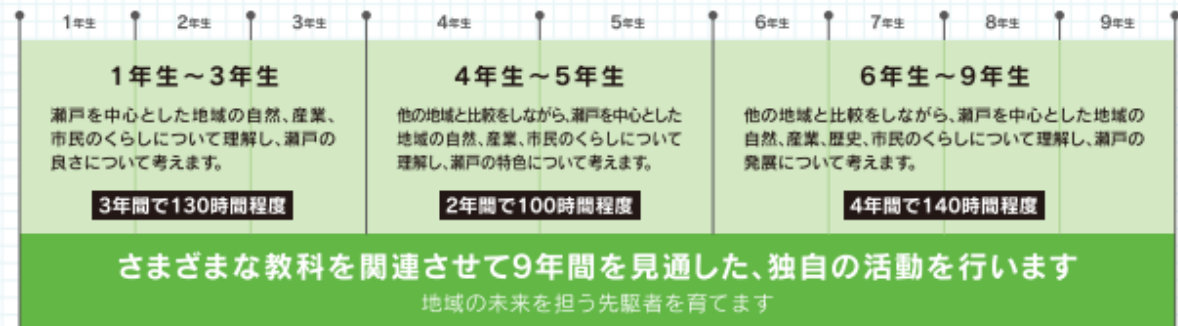 1年生
2年生
3年生
4年生
5年生
6年生
7年生
8年生
9年生
1年生～3年生
瀬戸を中心とした地域の自然、産業、
市民のくらしについて理解し、瀬戸の
良さについて考えます。
3年間で130時間程度
4年生～5年生
他の地域と比較をしながら、瀬戸を中心とした
地域の自然、産業、市民のくらしについて
理解し、瀬戸の特色について考えます。
2年間で100時間程度
6年生～9年生
他の地域と比較をしながら、瀬戸を中心とした地域の
自然、産業、歴史、市民のくらしについて理解し、瀬戸の
発展について考えます。
4年間で140時間程度
さまざまな教科を関連させて9年間を見通した、独自の活動を行います
地域の未来を担う先駆者を育てます